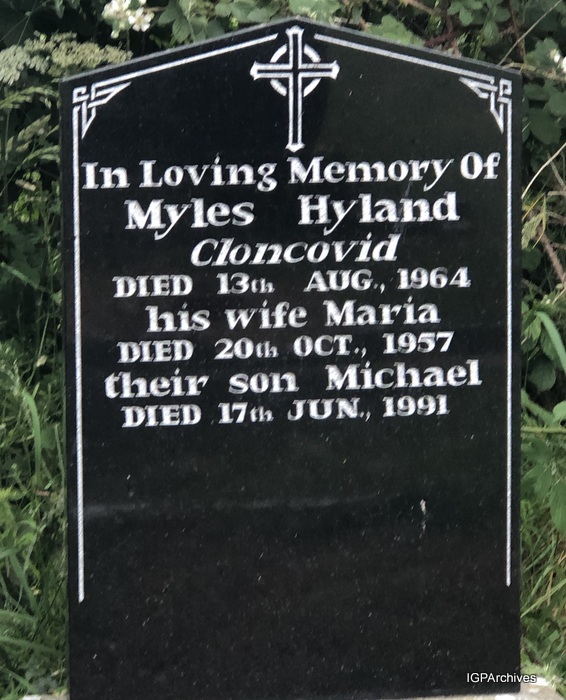 In Loving Memory Of
Myles Hyland
Cloncovid
DIED 13th AUG., 1964
his wife Maria
DIED 20th OCT., 1957
their son Michael
DIED 17th JUN., 1991
IGPArchives